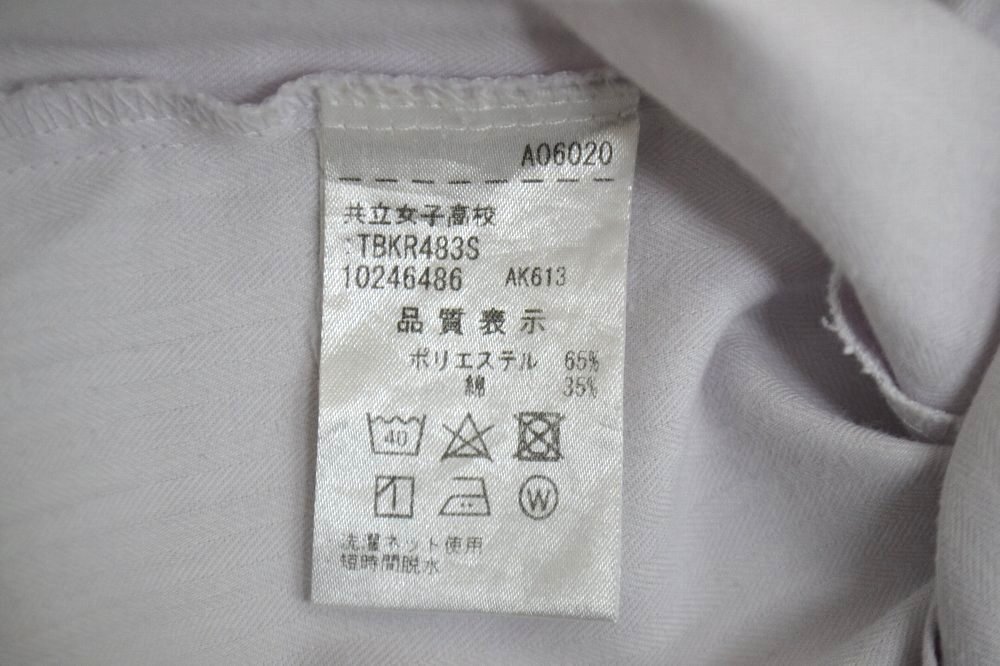 A06020
共立女子高校
:TBKR483S
10246486 AK613
品質表示
ポリエステル 65%
綿 35%
40
W
洗濯ネット使用
短時間脱水